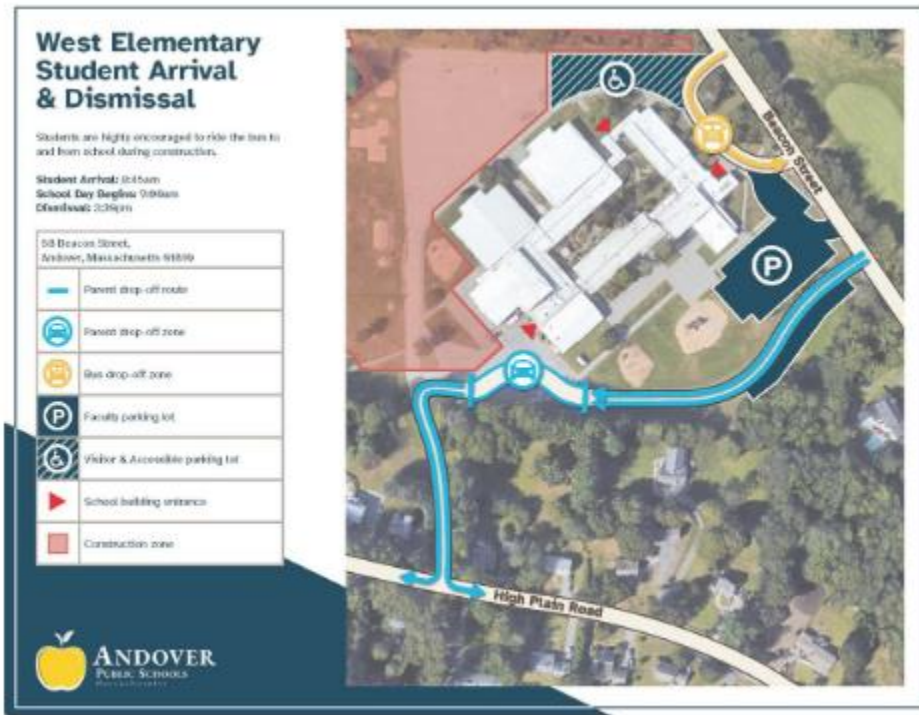 West Elementary
Student Arrival
& Dismissal
Students are highly encouraged to ride the bus to
and from school during construction.
Student Arrival: 8:45am
School Day Begins: 9:00am
Dismissal:
Beacon Street,
Andover, Massachusetts
Parent drop-off route
Parent drop-off zone
Bus drop-off zone
P
Faculty parking lot
Visitor & Accessible parking lot
School building entrance
Construction zone
Beacon Street
P
High Plain Road
ANDOVER
PUBLIC SCHOOLS